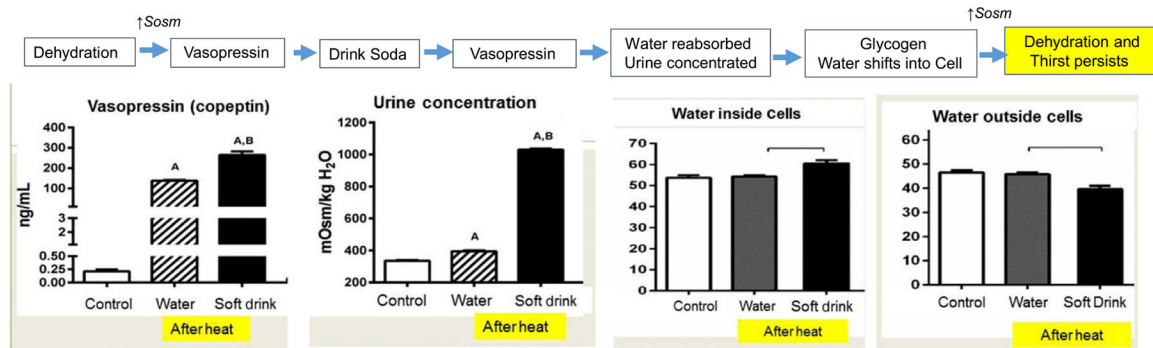 ↑Sosm
↑Sosm
Dehydration
Vasopressin
Drink Soda
Vasopressin
Water reabsorbed
Urine concentrated
Glycogen
Water shifts into Cell
Dehydration and
Thirst persists
Vasopressin (copeptin)
ng/mL
400
300
200
100
3
2
0.50
0.25
0.00
A
A,B
Control
Water
Soft drink
After heat
Urine concentration
mOsm/kg H₂O
1200
1000
800
600
400
200
A
A,B
Control
Water
Soft drink
After heat
Water inside cells
70
60
50
40
30
20
10
0
Control
Water
Soft drink
After heat
Water outside cells
60
50
40
30
20
10
0
Control
Water
Soft Drink
After heat